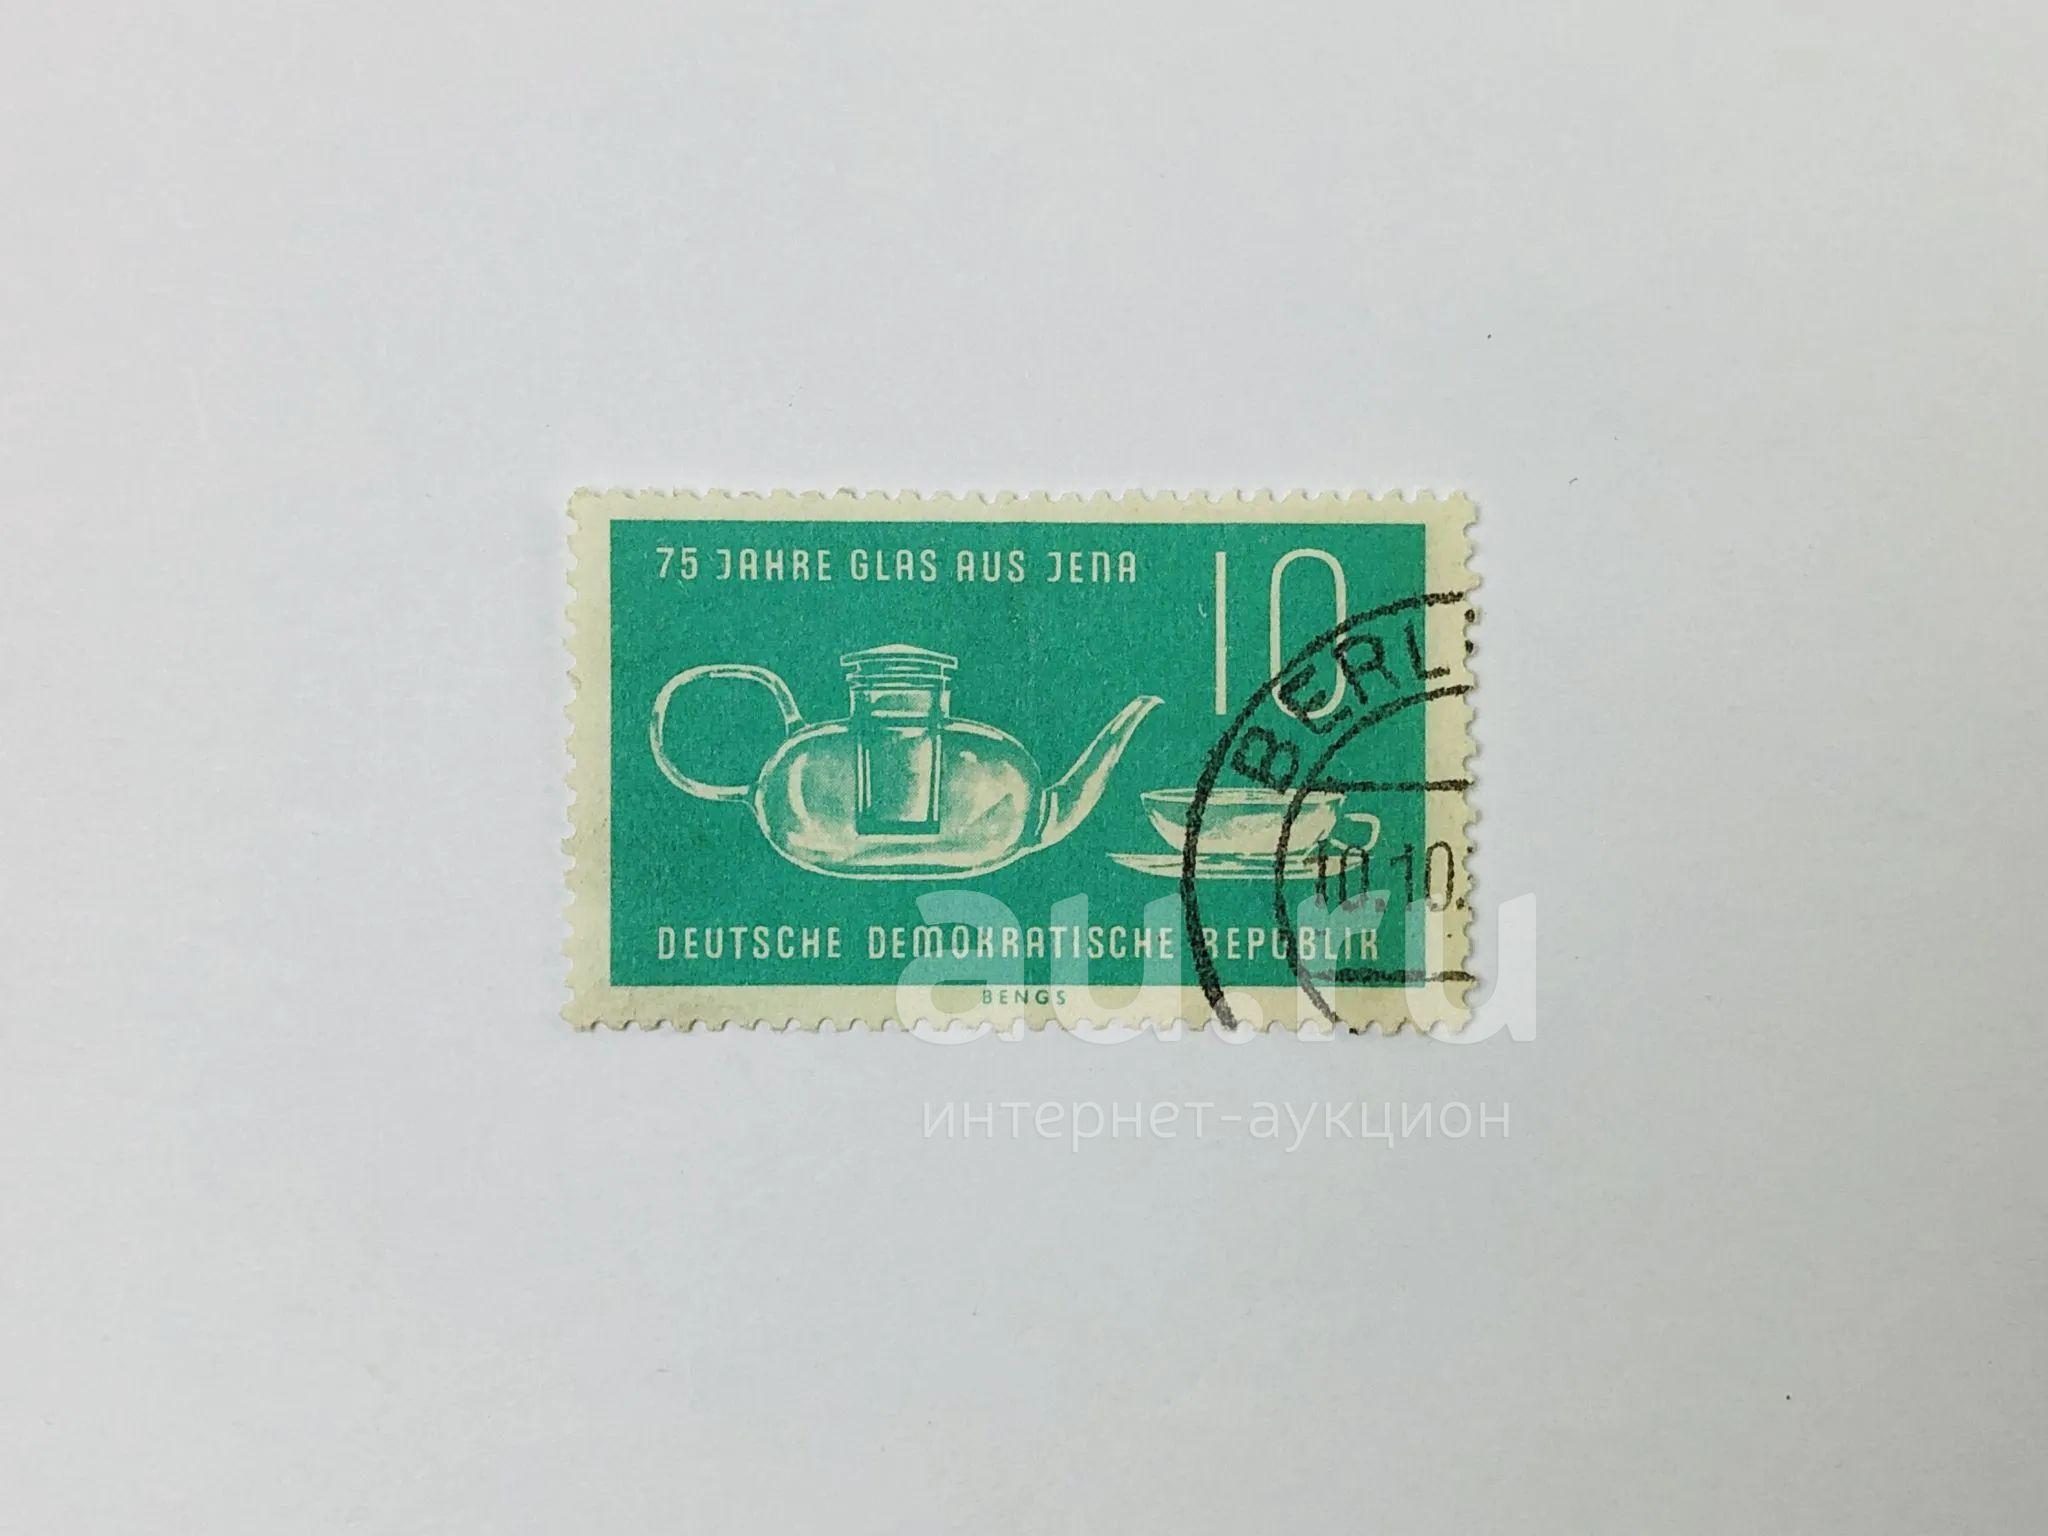 75 JAHRE GLAS AUS JENA
10
BERL
10.10.
DEUTSCHE DEMOKRATISCHE REPUBLIK
BENGS
au.ru
интернет-аукцион